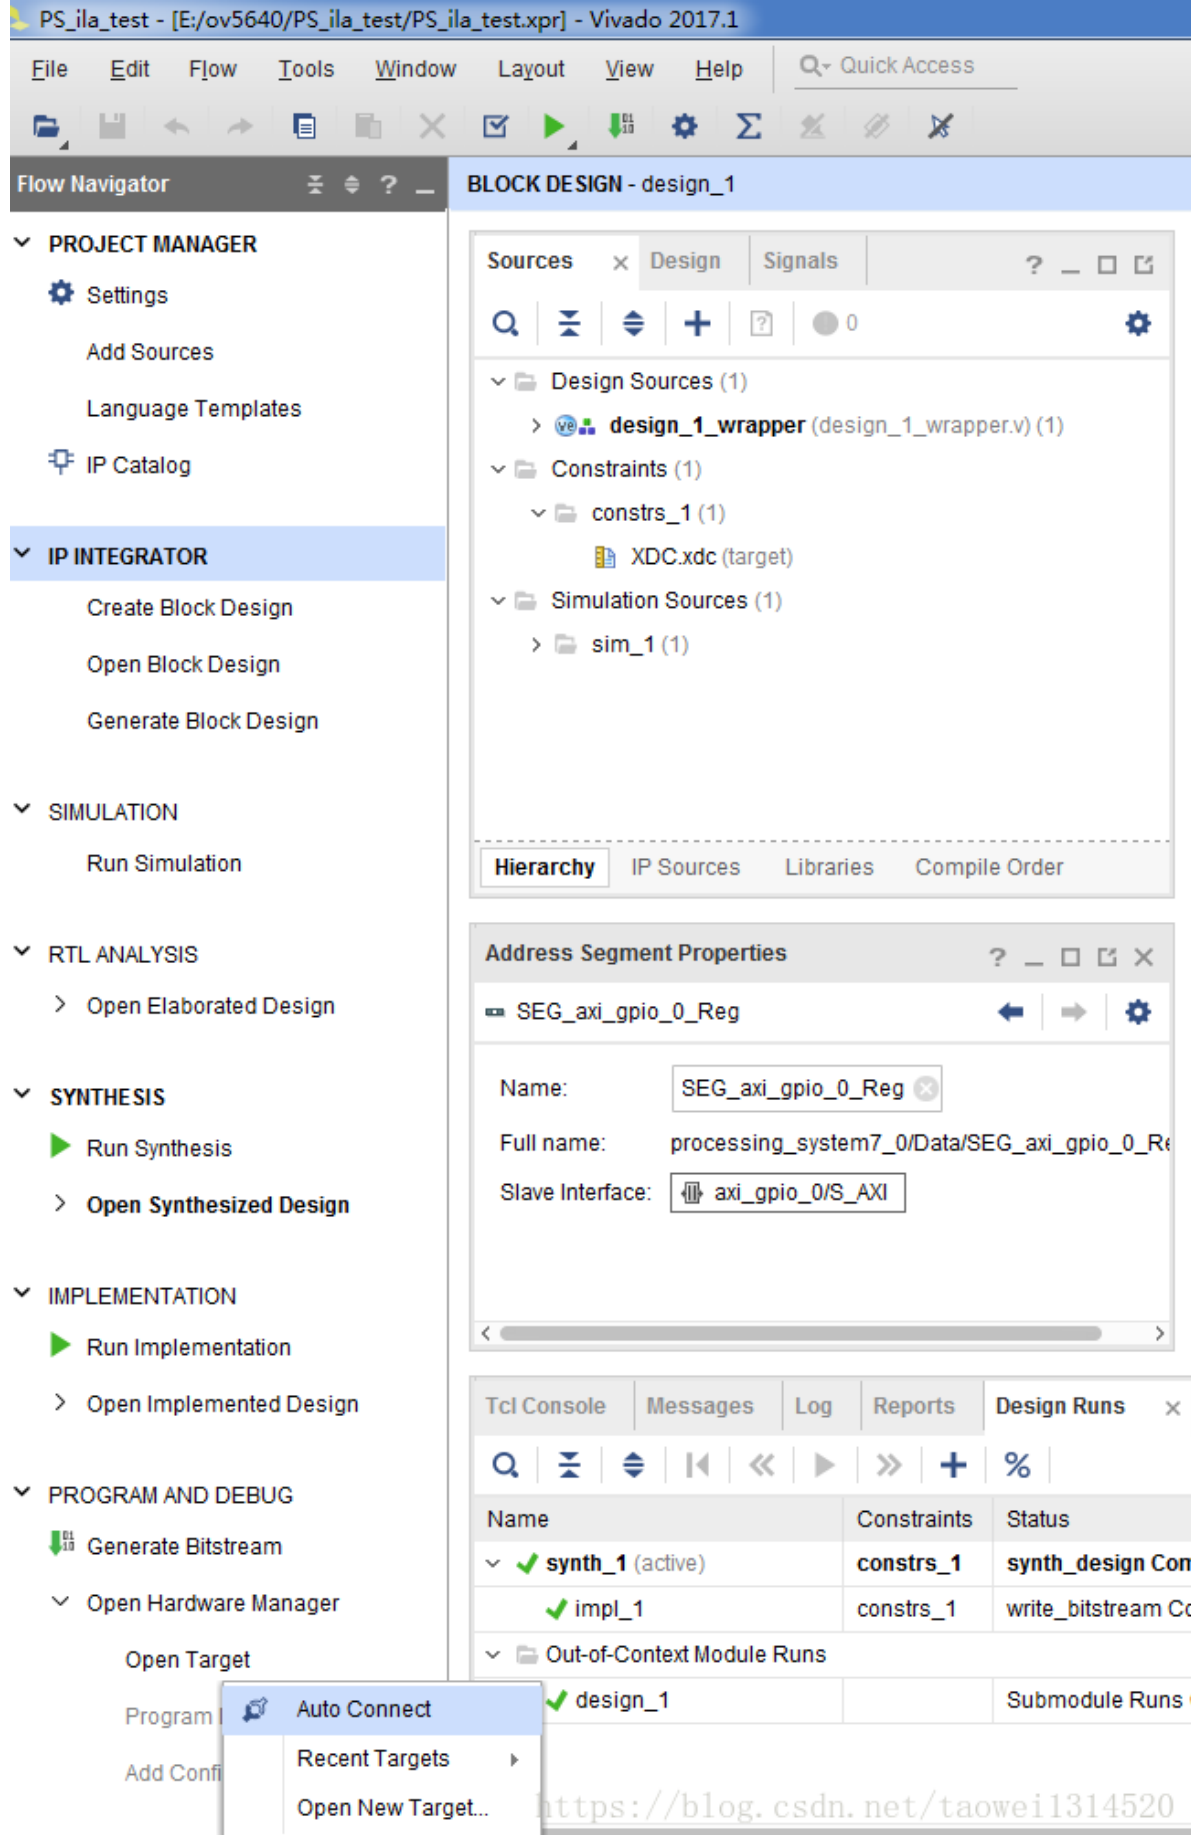 PS_ila_test - [E:/ov5640/PS_ila_test/PS_ila_test.xpr] - Vivado 2017.1
File Edit Flow Tools Window Layout View Help Quick Access
Flow Navigator
PROJECT MANAGER
Settings
Add Sources
Language Templates
IP Catalog
IP INTEGRATOR
Create Block Design
Open Block Design
Generate Block Design
SIMULATION
Run Simulation
RTL ANALYSIS
Open Elaborated Design
SYNTHESIS
Run Synthesis
Open Synthesized Design
IMPLEMENTATION
Run Implementation
Open Implemented Design
PROGRAM AND DEBUG
Generate Bitstream
Open Hardware Manager
Open Target
Program
Add Confi
Auto Connect
Recent Targets
Open New Target...
BLOCK DESIGN - design_1
Sources Design Signals
0
Design Sources (1)
design_1_wrapper (design_1_wrapper.v) (1)
Constraints (1)
constrs_1 (1)
XDC.xdc (target)
Simulation Sources (1)
sim_1 (1)
Hierarchy IP Sources Libraries Compile Order
Address Segment Properties
SEG_axi_gpio_0_Reg
Name: SEG_axi_gpio_0_Reg
Full name: processing_system7_0/Data/SEG_axi_gpio_0_Re
Slave Interface: axi_gpio_0/S_AXI
Tcl Console Messages Log Reports Design Runs
Name Constraints Status
synth_1 (active) constrs_1 synth_design Com
impl_1 constrs_1 write_bitstream Co
Out-of-Context Module Runs
design_1 Submodule Runs
https://blog.csdn.net/taowei1314520